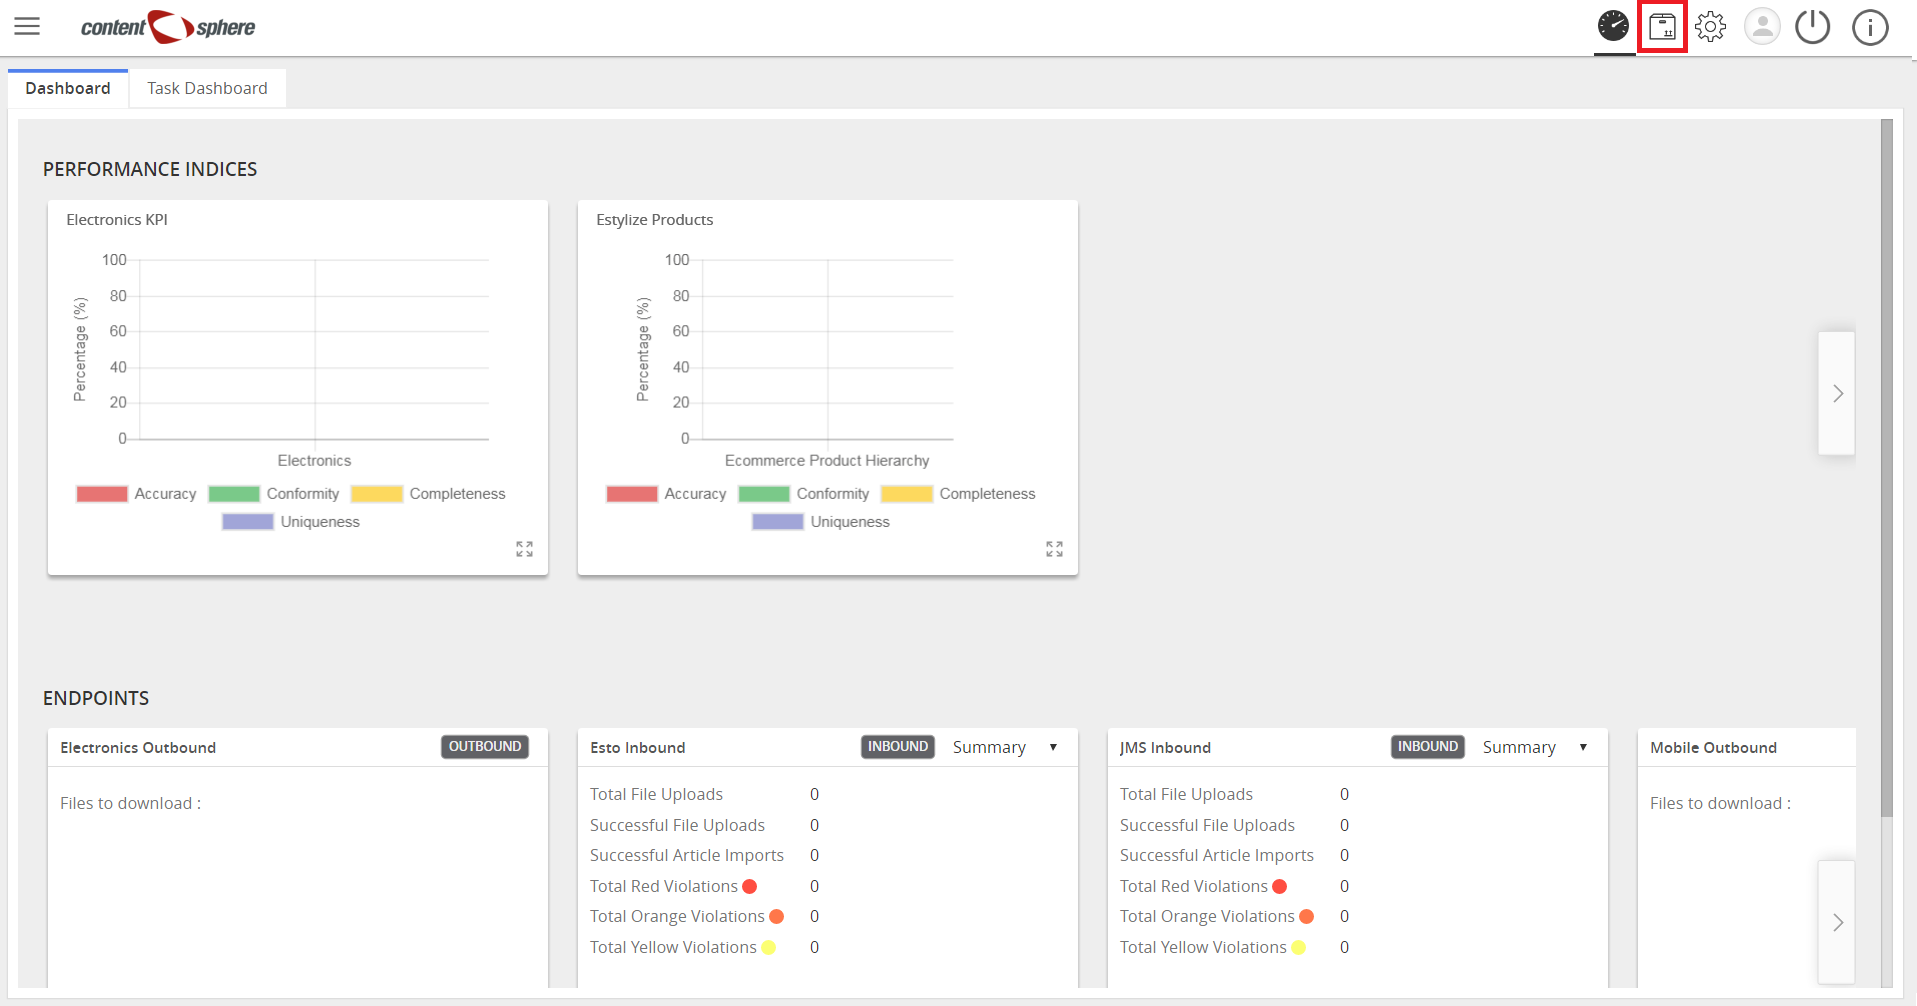 content sphere
Dashboard Task Dashboard
PERFORMANCE INDICES
Electronics KPI
100
80
60
40
20
0
Percentage (%)
Electronics
Accuracy Conformity Completeness
Uniqueness
Estylize Products
100
80
60
40
20
0
Percentage (%)
Ecommerce Product Hierarchy
Accuracy Conformity Completeness
Uniqueness
ENDPOINTS
Electronics Outbound OUTBOUND
Files to download :
Esto Inbound INBOUND Summary
Total File Uploads 0
Successful File Uploads 0
Successful Article Imports 0
Total Red Violations 0
Total Orange Violations 0
Total Yellow Violations 0
JMS Inbound INBOUND Summary
Total File Uploads 0
Successful File Uploads 0
Successful Article Imports 0
Total Red Violations 0
Total Orange Violations 0
Total Yellow Violations 0
Mobile Outbound
Files to download :